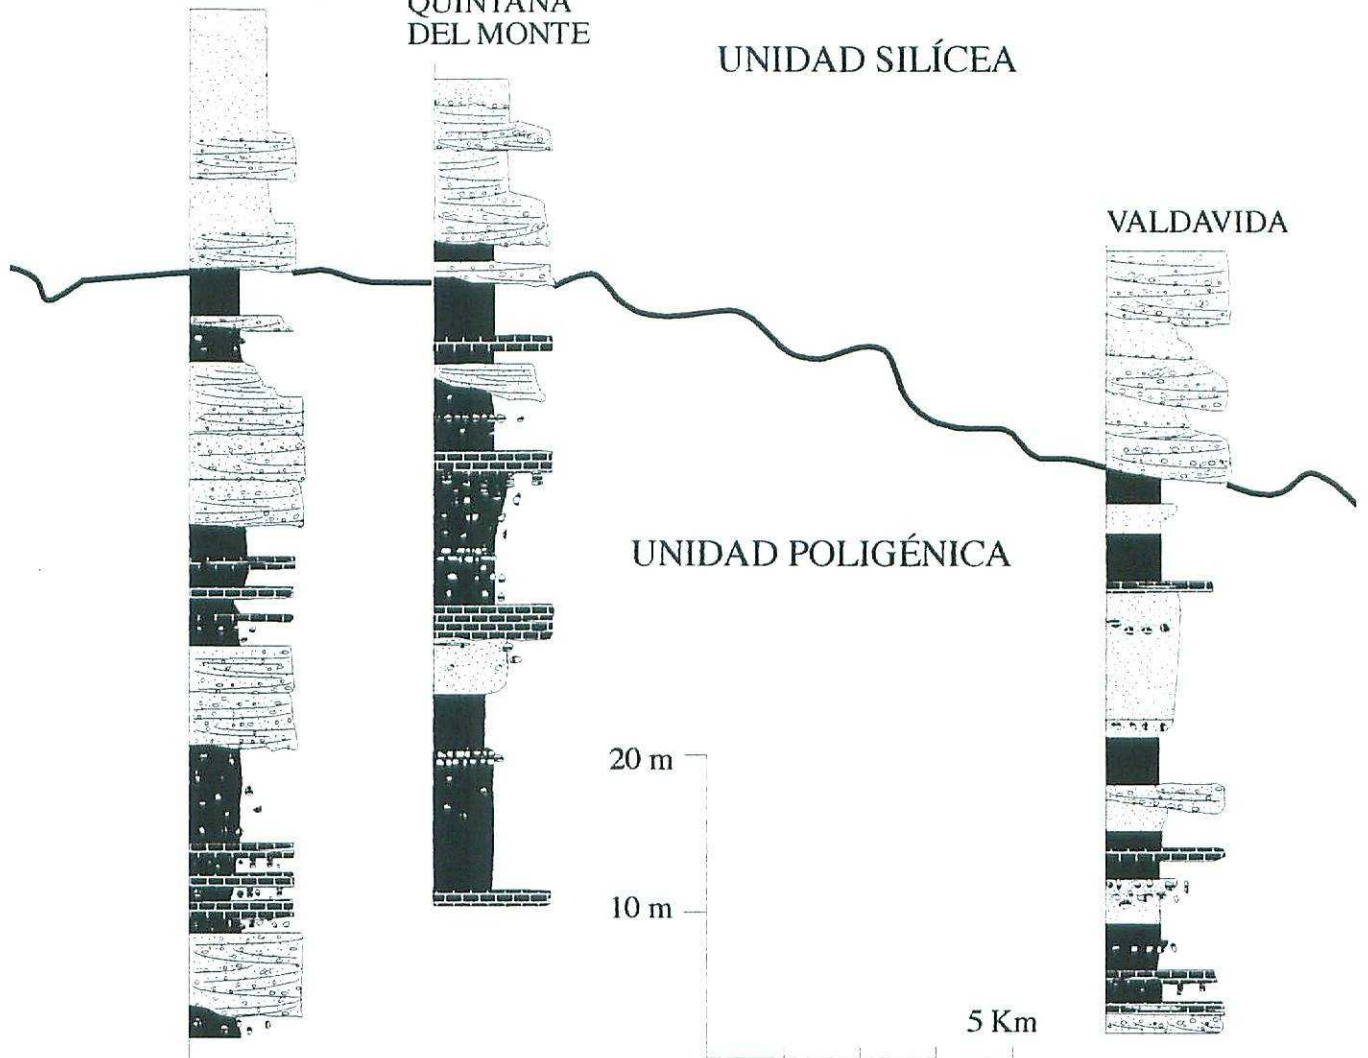 QUINTANA
DEL MONTE
UNIDAD SILÍCEA
VALDAVIDA
UNIDAD POLIGÉNICA
20 m
10 m
5 Km